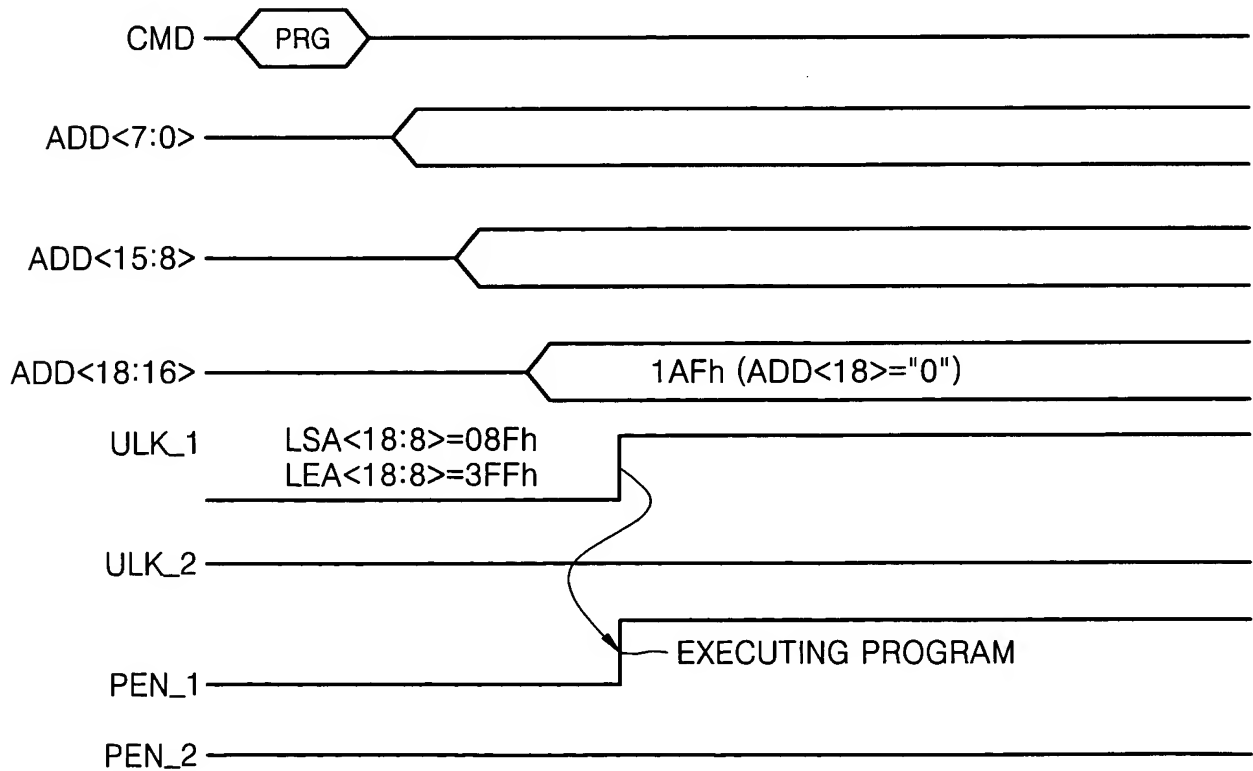 CMD PRG
ADD<7:0>
ADD<15:8>
ADD<18:16> 1AFh (ADD<18>="0")
ULK_1 LSA<18:8>=08Fh
LEA<18:8>=3FFh
ULK_2
EXECUTING PROGRAM
PEN_1
PEN_2